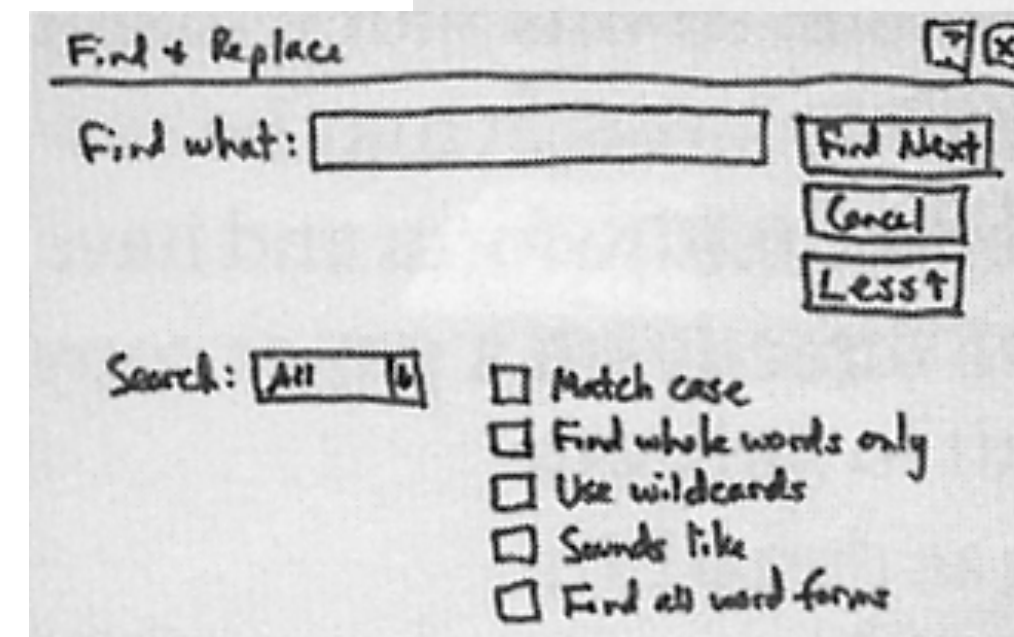 Find + Replace ?
Find what: Find Next
Cancel
Less↑
Search: All
Match case
Find whole words only
Use wildcards
Sounds like
Find all word forms